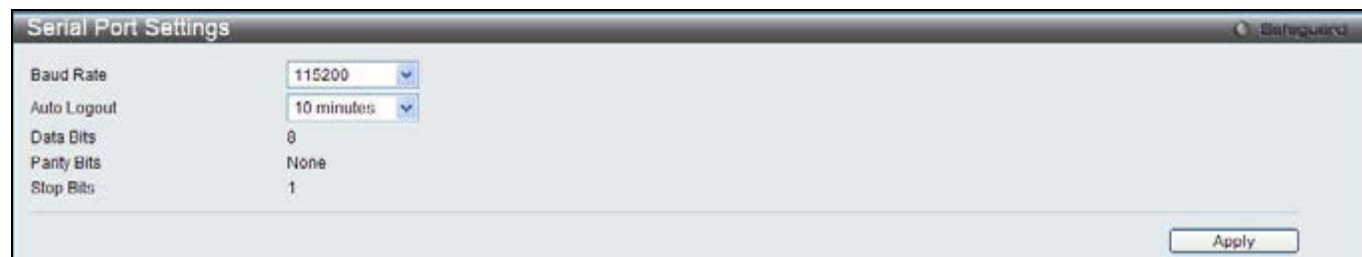 Serial Port Settings
Safeguard
Baud Rate 115200
Auto Logout 10 minutes
Data Bits 8
Parity Bits None
Stop Bits 1
Apply